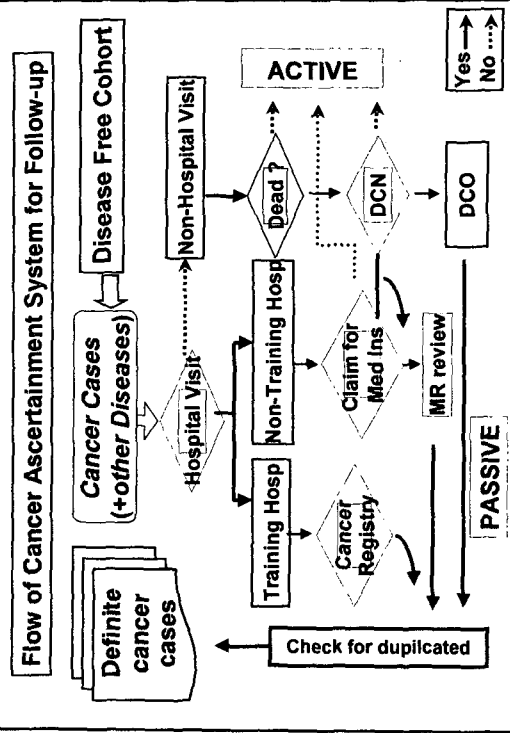 Flow of Cancer Ascertainment System for Follow-up
Disease Free Cohort
Cancer Cases
(+other Diseases)
Definite
cancer
cases
Hospital Visit
Non-Hospital Visit
ACTIVE
Training Hosp
Non-Training Hosp
Dead ?
Cancer
Registry
Claim for
Med Ins
DCN
MR review
DCO
Check for dupilcated
PASSIVE
Yes
No